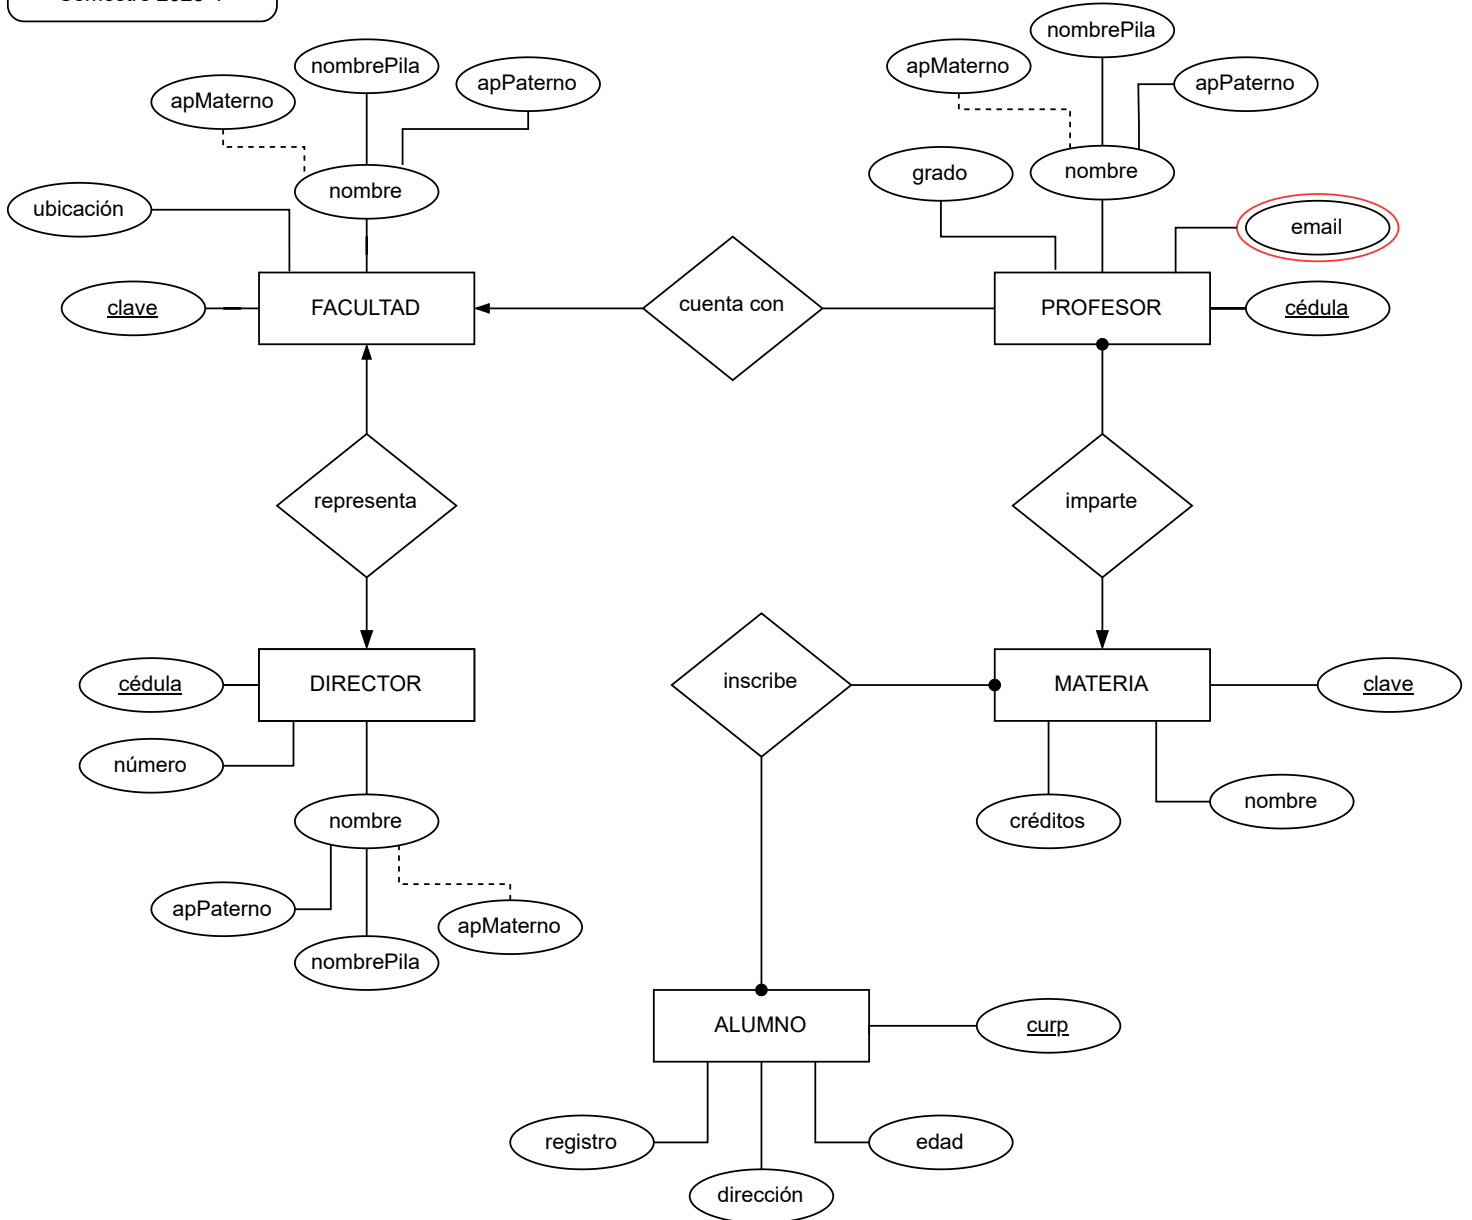 nombrePila
nombrePila
apMaterno
apPaterno
apPaterno
apMaterno
grado
nombre
nombre
ubicación
email
clave
FACULTAD
cuenta con
PROFESOR
cédula
representa
imparte
cédula
DIRECTOR
inscribe
MATERIA
clave
número
nombre
créditos
nombre
apPaterno
apMaterno
nombrePila
ALUMNO
curp
registro
edad
dirección